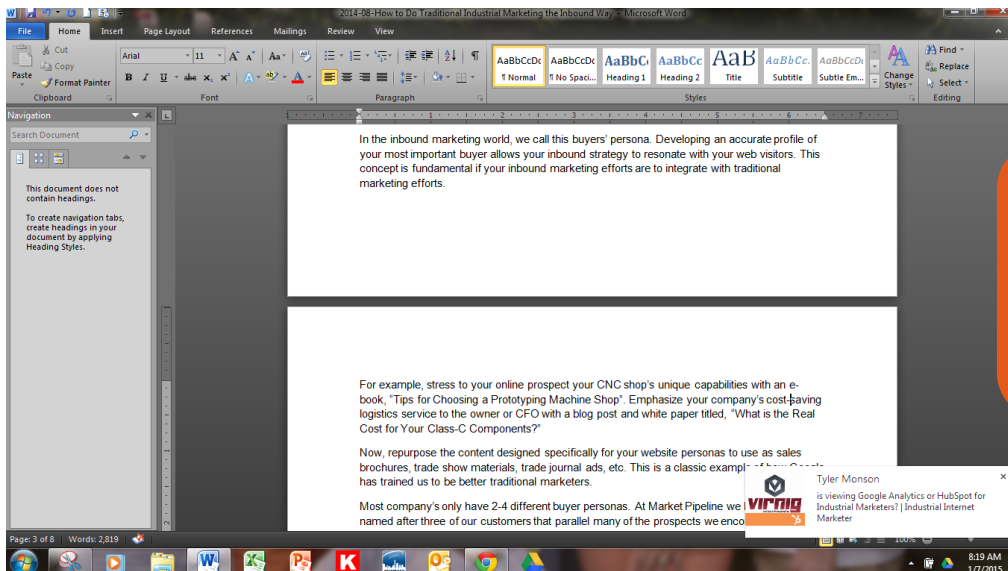 2014-08-How to Do Traditional Industrial Marketing the Inbound Way - Microsoft Word
File Home Insert Page Layout References Mailings Review View
Paste
Cut
Copy
Format Painter
Clipboard
Arial 11
Font
Paragraph
AaBbCcDc AaBbCcDc AaBbC AaBbCc AaB AaBbCc. AaBbCcDc
¶ Normal ¶ No Spaci... Heading 1 Heading 2 Title Subtitle Subtle Em...
Change Styles
Styles
Find
Replace
Select
Editing
Navigation
Search Document
This document does not
contain headings.
To create navigation tabs,
create headings in your
document by applying
Heading Styles.
In the inbound marketing world, we call this buyers' persona. Developing an accurate profile of
your most important buyer allows your inbound strategy to resonate with your web visitors. This
concept is fundamental if your inbound marketing efforts are to integrate with traditional
marketing efforts.
For example, stress to your online prospect your CNC shop's unique capabilities with an e-
book, "Tips for Choosing a Prototyping Machine Shop". Emphasize your company's cost-saving
logistics service to the owner or CFO with a blog post and white paper titled, "What is the Real
Cost for Your Class-C Components?"
Now, repurpose the content designed specifically for your website personas to use as sales
brochures, trade show materials, trade journal ads, etc. This is a classic example of how Google
has trained us to be better traditional marketers.
Most company's only have 2-4 different buyer personas. At Market Pipeline we
named after three of our customers that parallel many of the prospects we enco
VIRNIG
Tyler Monson
is viewing Google Analytics or HubSpot for
Industrial Marketers? | Industrial Internet
Marketer
Page: 3 of 8 Words: 2,819
100%
8:19 AM
1/7/2015